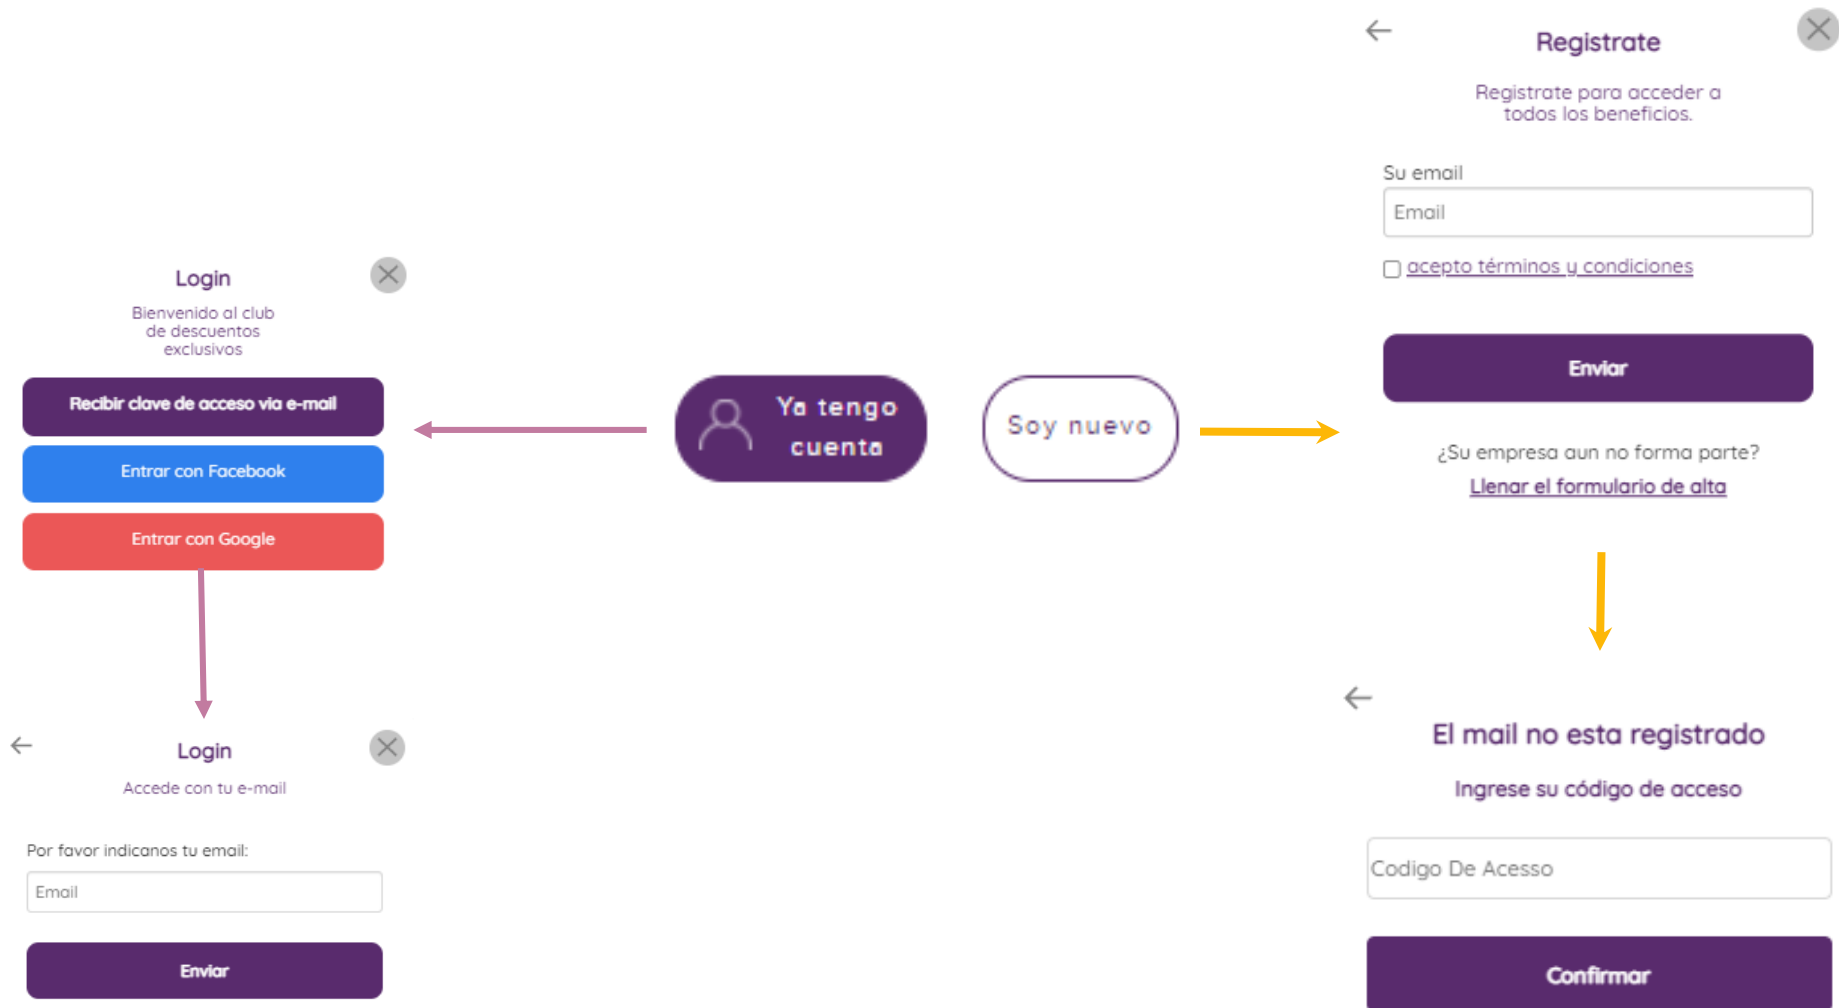 Registrate
Registrate para acceder a
todos los beneficios.
Su email
Email
acepto términos y condiciones
Enviar
¿Su empresa aun no forma parte?
Llenar el formulario de alta
Login
Bienvenido al club
de descuentos
exclusivos
Recibir clave de acceso via e-mail
Entrar con Facebook
Entrar con Google
Ya tengo
cuenta
Soy nuevo
Login
Accede con tu e-mail
Por favor indicanos tu email:
Email
Enviar
El mail no esta registrado
Ingrese su código de acceso
Codigo De Acesso
Confirmar